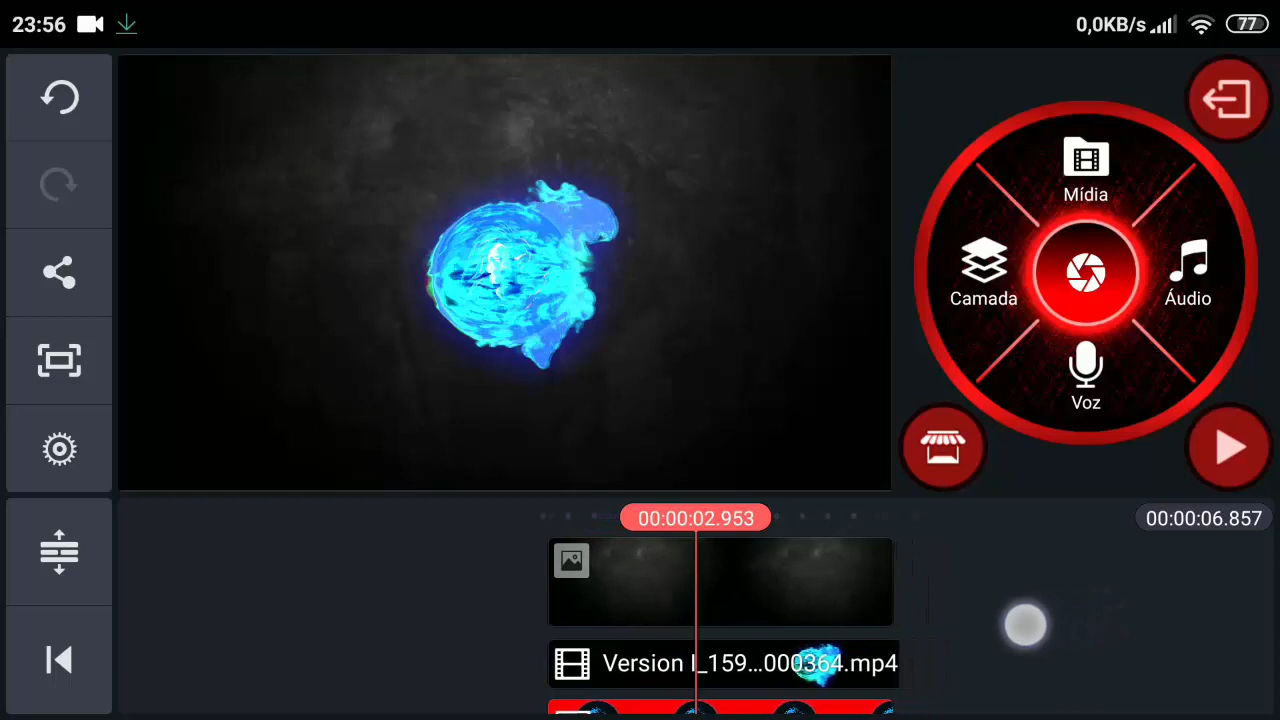 23:56
0,0KB/s
77
Mídia
Camada
Áudio
Voz
00:00:02.953
00:00:06.857
Version I_159...000364.mp4